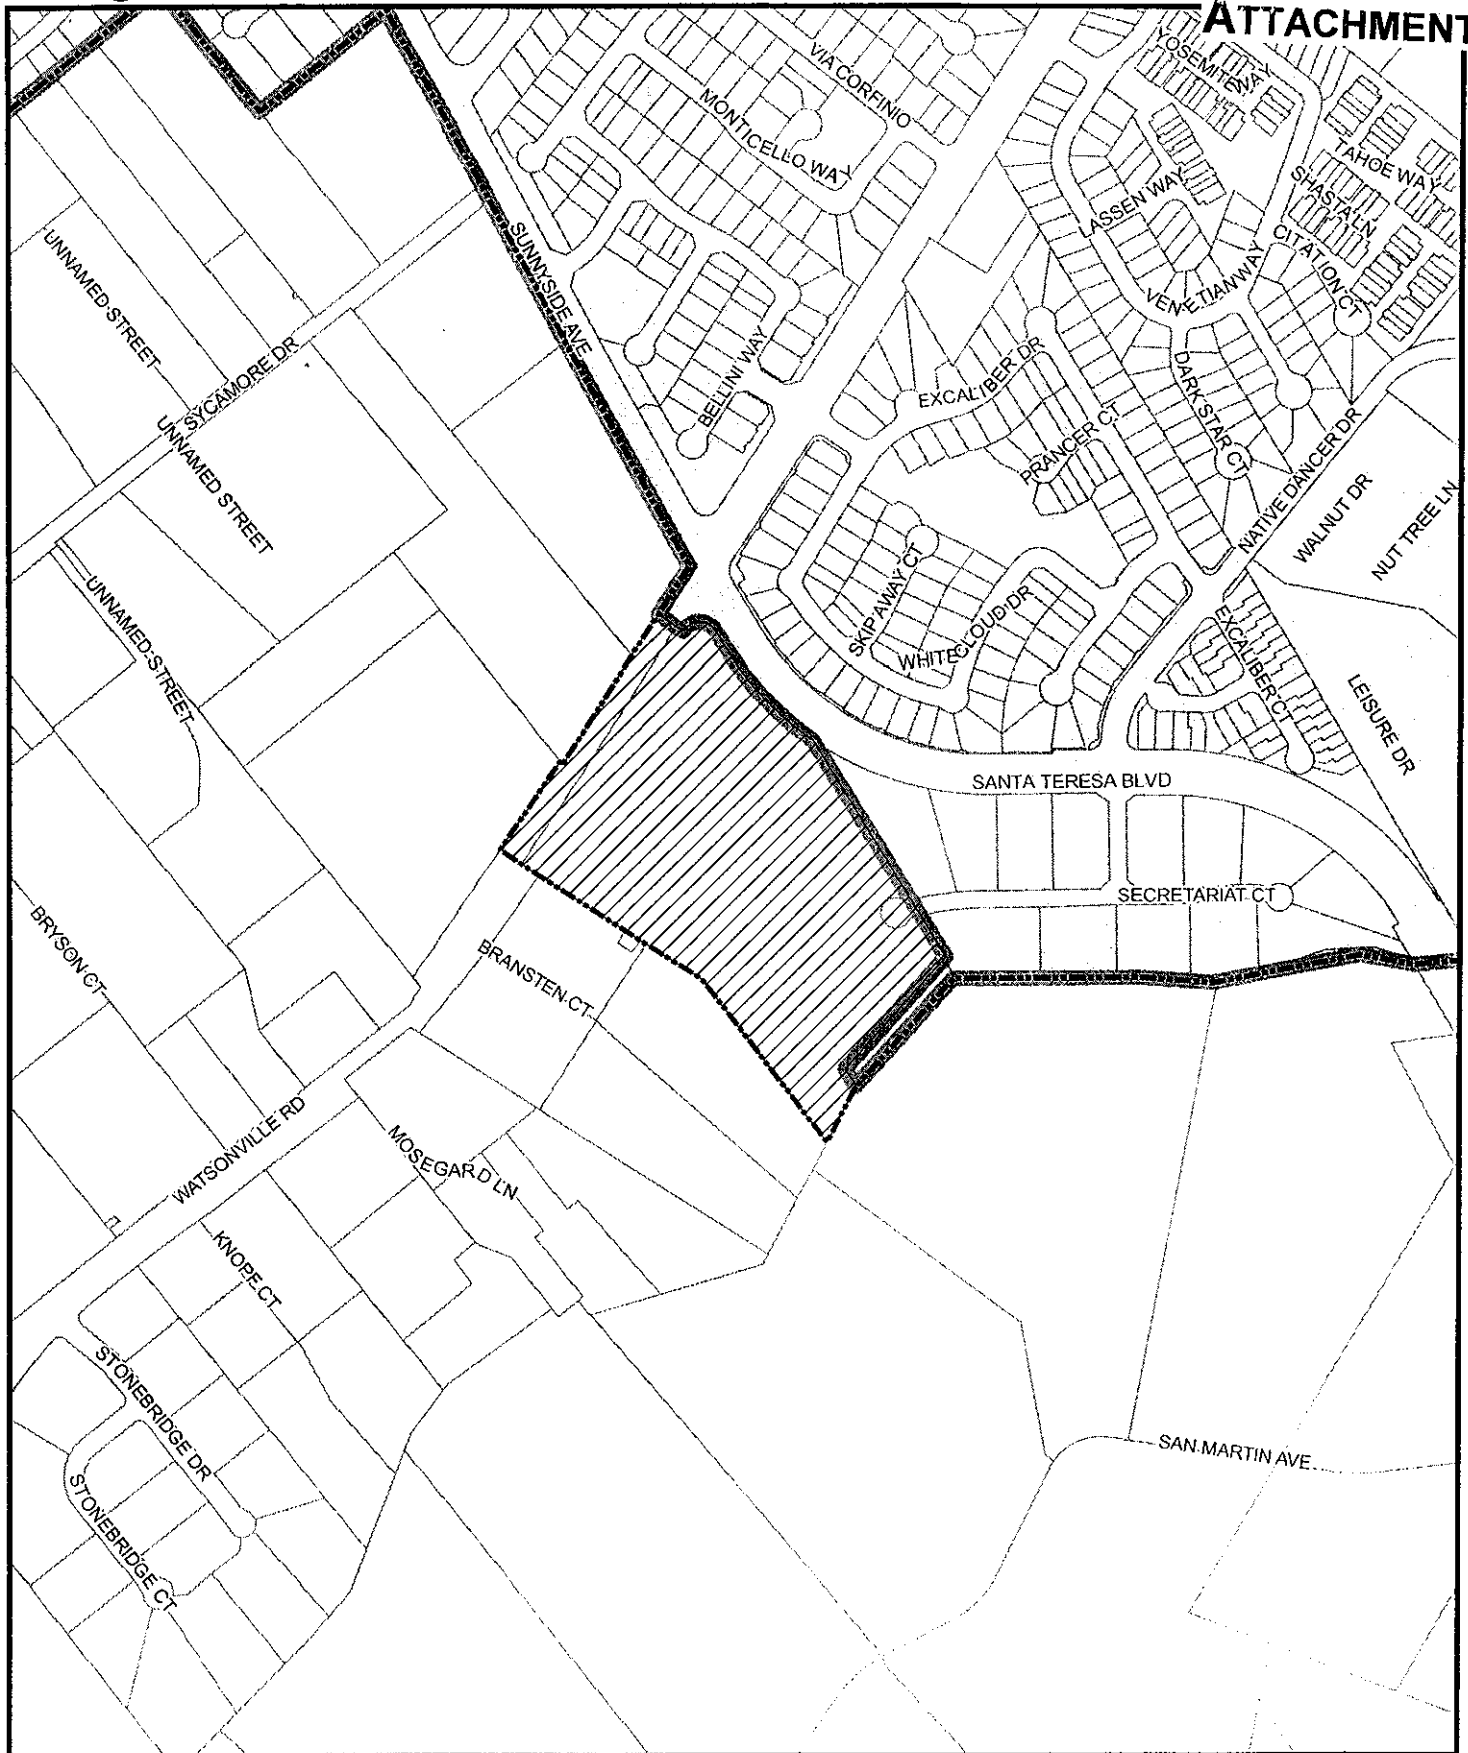 ATTACHMENT
VIA CORFINIO
YOSEMITE WAY
MONTICELLO WAY
TAHOE WAY
SHASTA LN
LASSEN WAY
CITATION CT
UNNAMED STREET
SUNNYSIDE AVE
VENETIAN WAY
SYCAMORE DR
BELLINI WAY
EXCALIBER DR
DARK STAR CT
PRANCER CT
UNNAMED STREET
NATIVE DANCER DR
WALNUT DR
NUT TREE LN
SKIP AWAY CT
UNNAMED STREET
WHITE CLOUD DR
EXCALIBER CT
LEISURE DR
SANTA TERESA BLVD
SECRETARIAT CT
BRYSON CT
BRANSTEN CT
WATSONVILLE RD
MOSEGARD LN
KNOPE CT
STONEBRIDGE DR
SAN MARTIN AVE
STONEBRIDGE CT